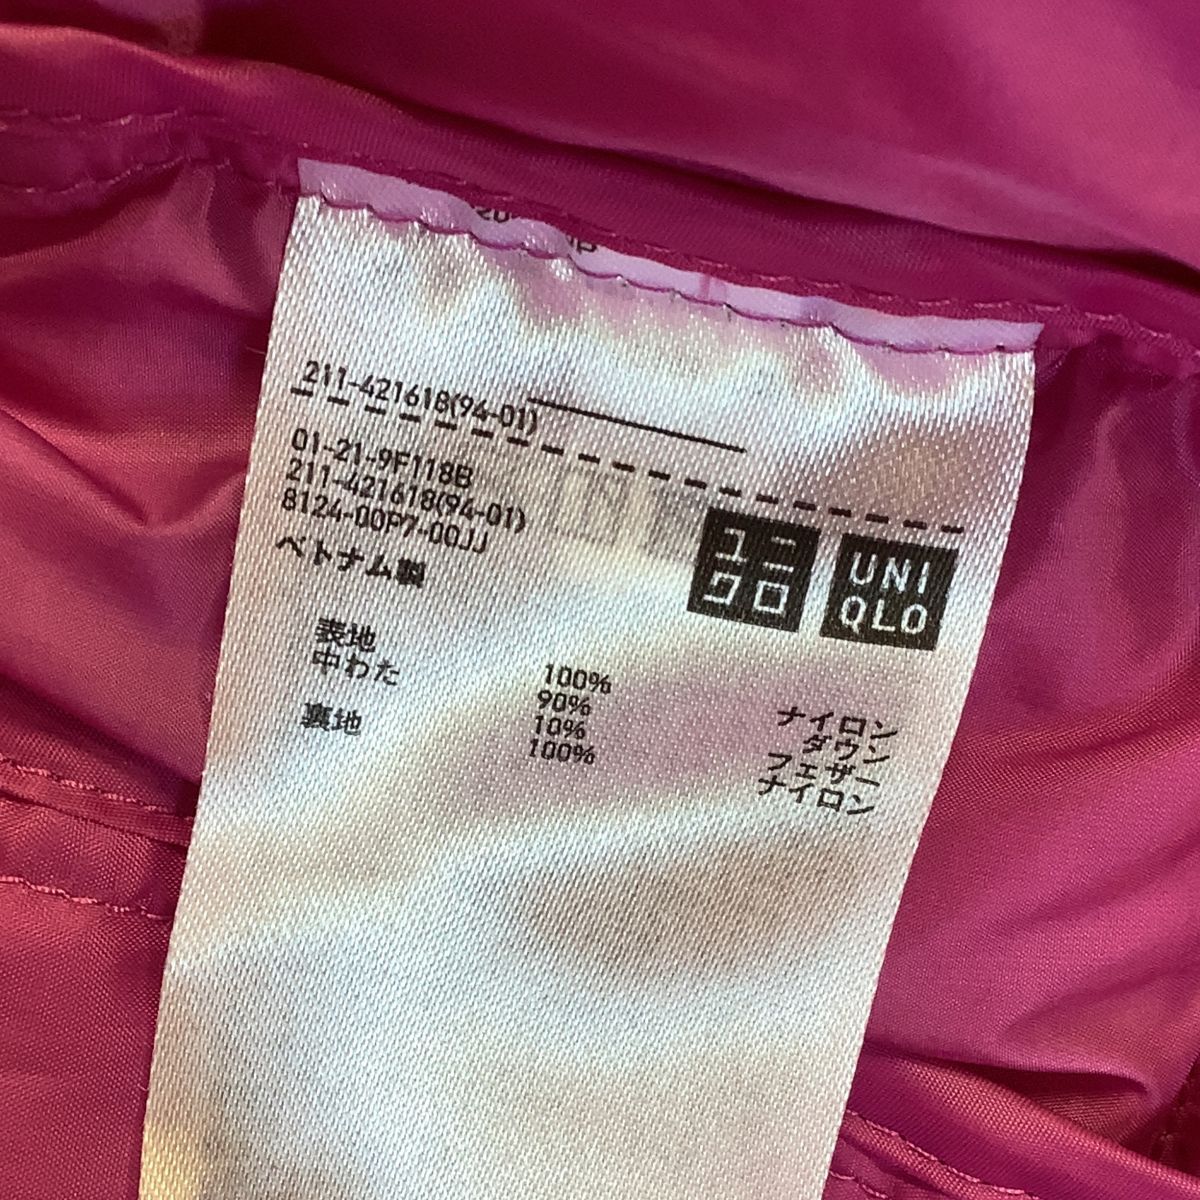 211-421618(94-01)
01-21-9F118B
211-421618(94-01)
8124-00P7-00JJ
ベトナム製
ユニ
クロ
UNI
QLO
表地 100% ナイロン
中わた 90% ダウン
10% フェザー
裏地 100% ナイロン